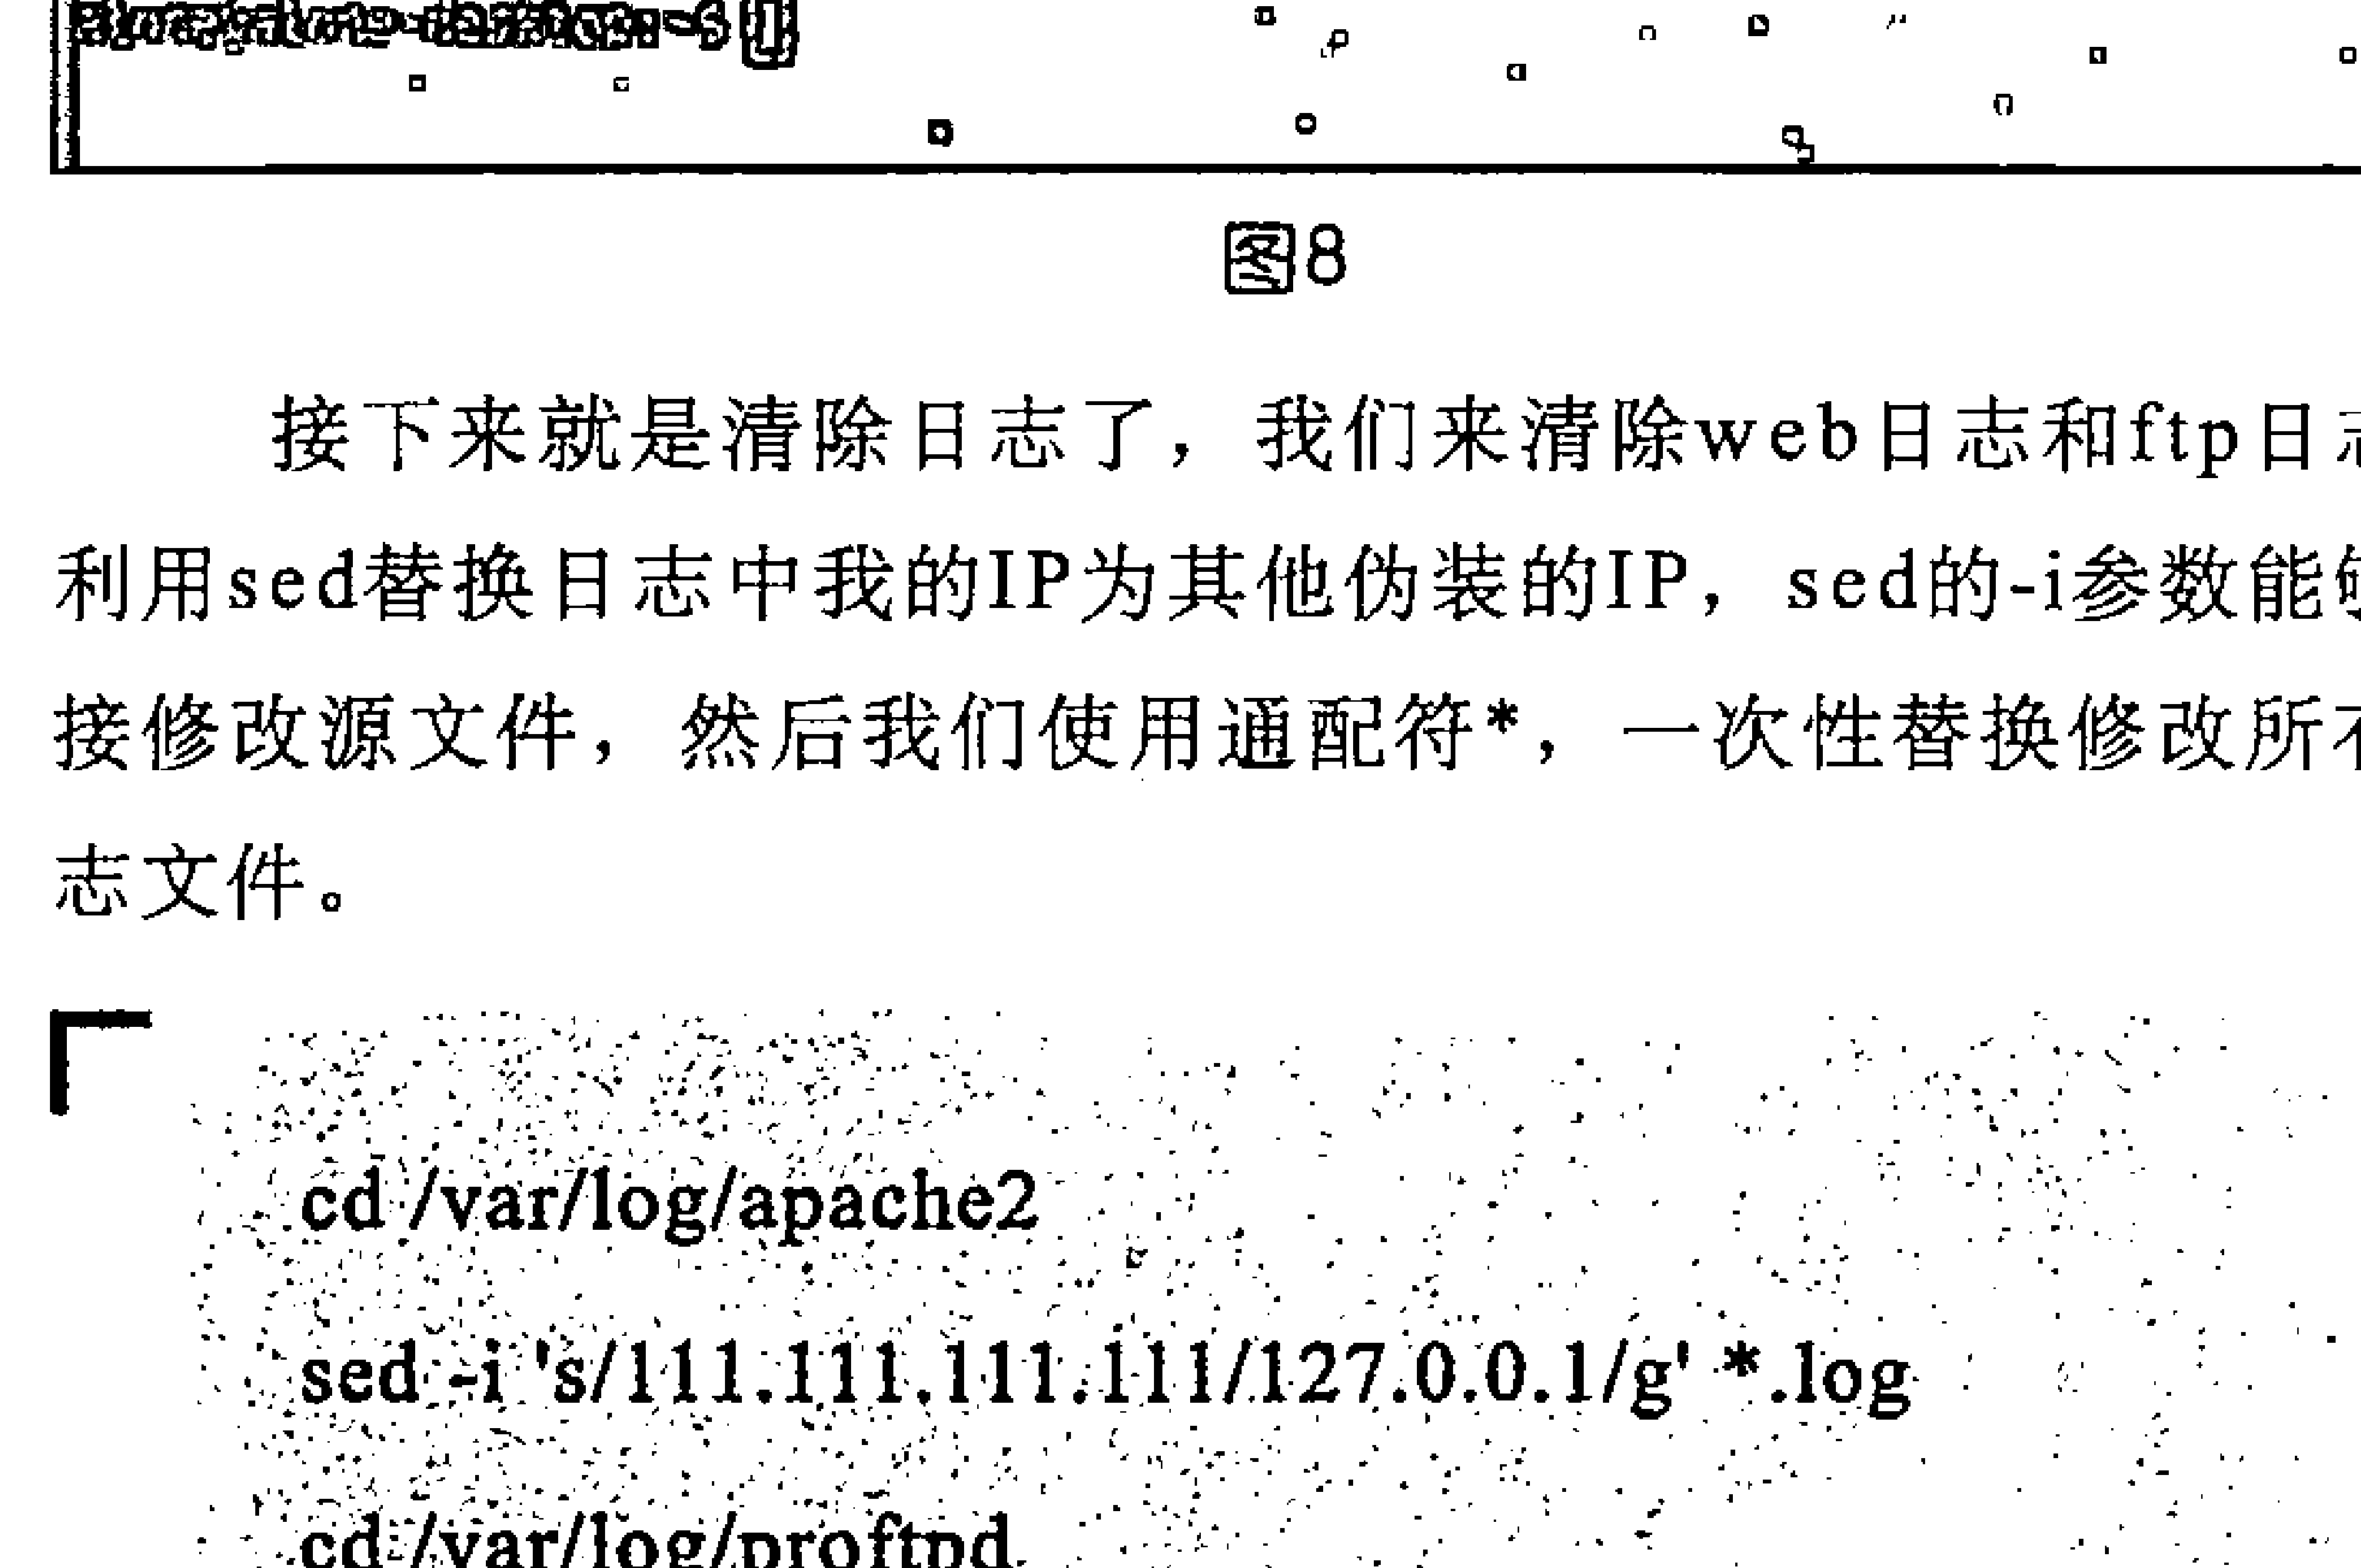 图8
接下来就是清除日志了，我们来清除web日志和ftp日
利用sed替换日志中我的IP为其他伪装的IP，sed的-i参数能
接修改源文件，然后我们使用通配符*，一次性替换修改所
志文件。
cd /var/log/apache2
sed -i 's/111.111.111.111/127.0.0.1/g' *.log
cd /var/log/proftpd